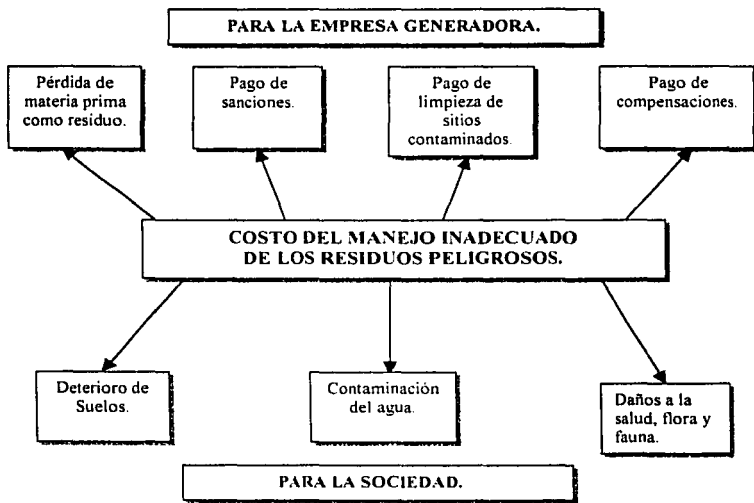 PARA LA EMPRESA GENERADORA.
Pérdida de
materia prima
como residuo.
Pago de
sanciones.
Pago de
limpieza de
sitios
contaminados.
Pago de
compensaciones.
COSTO DEL MANEJO INADECUADO
DE LOS RESIDUOS PELIGROSOS.
Deterioro de
Suelos.
Contaminación
del agua.
Daños a la
salud, flora y
fauna.
PARA LA SOCIEDAD.